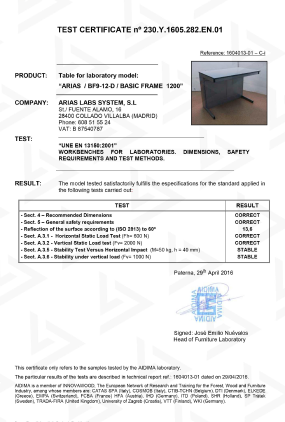 TEST CERTIFICATE nº 230.Y.1605.282.EN.01
Reference: 1604013-01 – C-i
PRODUCT: Table for laboratory model:
"ARIAS / BF9-12-D / BASIC FRAME 1200"
COMPANY: ARIAS LABS SYSTEM, S.L
St./ FUENTE ALAMO, 16
28400 COLLADO VILLALBA (MADRID)
Phone: 608 51 55 24
VAT: B 87540787
TEST:
"UNE EN 13150:2001"
WORKBENCHES FOR LABORATORIES. DIMENSIONS, SAFETY
REQUIREMENTS AND TEST METHODS.
RESULT: The model tested satisfactorily fulfills the specifications for the standard applied in
the following tests carried out:
TEST RESULT
- Sect. 4 – Recommended Dimensions CORRECT
- Sect. 5 – General safety requirements CORRECT
- Reflection of the surface according to (ISO 2813) to 60° 13,6
- Sect. A.3.1 - Horizontal Static Load Test (Fh= 600 N) CORRECT
- Sect. A.3.2 - Vertical Static Load test (Fv= 2000 N) CORRECT
- Sect. A.3.5 - Stability Test Versus Horizontal Impact (M=50 kg, h = 40 mm) STABLE
- Sect. A.3.6 - Stability under vertical load (Fv= 1000 N) STABLE
Paterna, 29th April 2016
AIDIMA
Signed: José Emilio Nuévalos
Head of Furniture Laboratory
This certificate only refers to the samples tested by the AIDIMA laboratory.
The particular results of the tests are described in technical report ref.: 1604013-01 dated on 29/04/2016.
AIDIMA is a member of INNOVAWOOD, The European Network of Research and Training for the Forest, Wood and Furniture
Industry, among whose members are: CATAS SPA (Italy), COSMOB (Italy), CTIB-TCHN (Belgium), DTI (Denmark), ELKEDE
(Greece), EMPA (Switzerland), FCBA (France) HFA (Austria), IHD (Germany), ITD (Poland), SHR (Holland), SP Trätek
(Sweden), TRADA-FIRA (United Kingdom), University of Zagreb (Croatia), VTT (Finland), WKI (Germany).